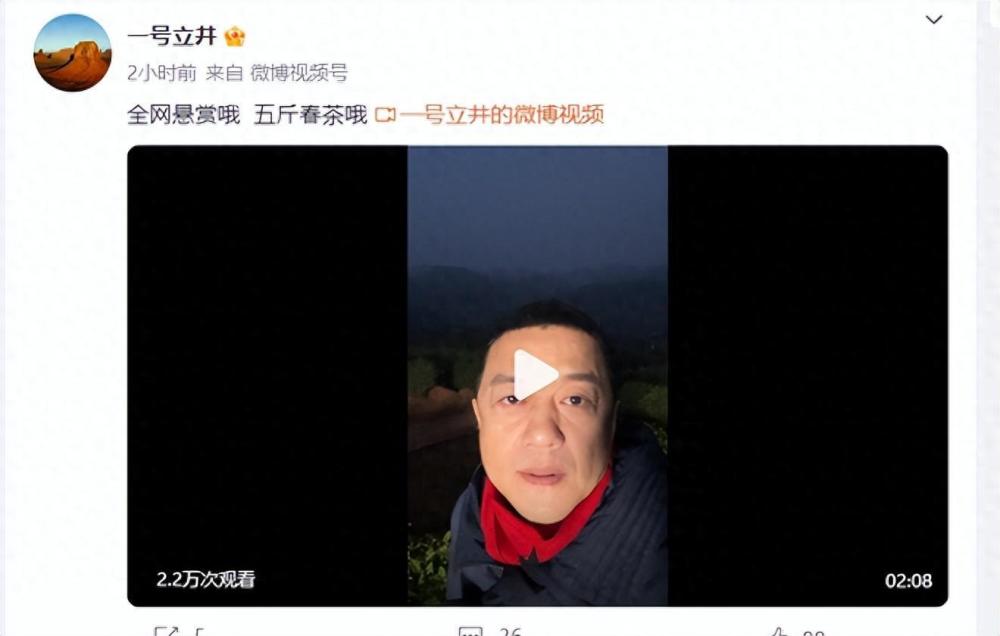 一号立井
2小时前 来自 微博视频号
全网悬赏哦 五斤春茶哦 一号立井的微博视频
2.2万次观看
02:08